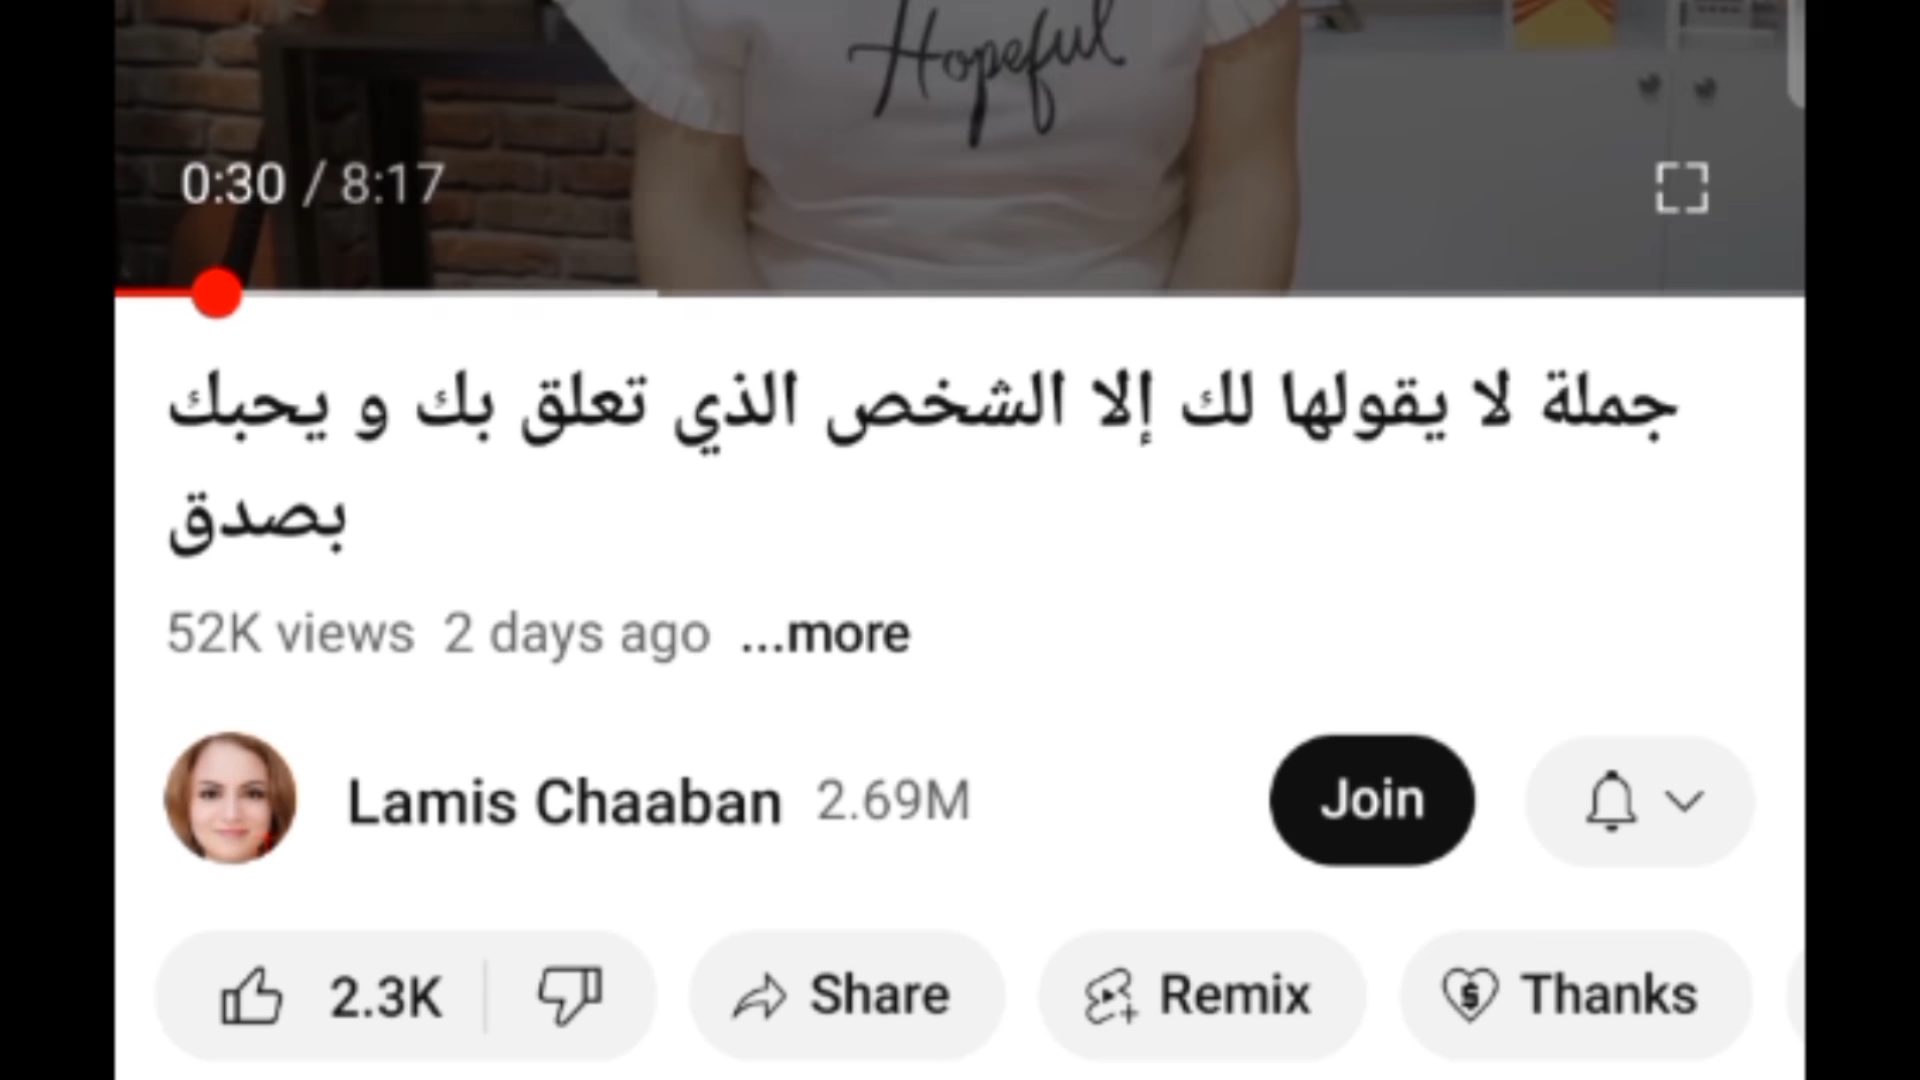 Hopeful
0:30 / 8:17
جملة لا يقولها لك إلا الشخص الذي تعلق بك و يحبك
بصدق
52K views 2 days ago ...more
Lamis Chaaban 2.69M
Join
2.3K
Share
Remix
Thanks